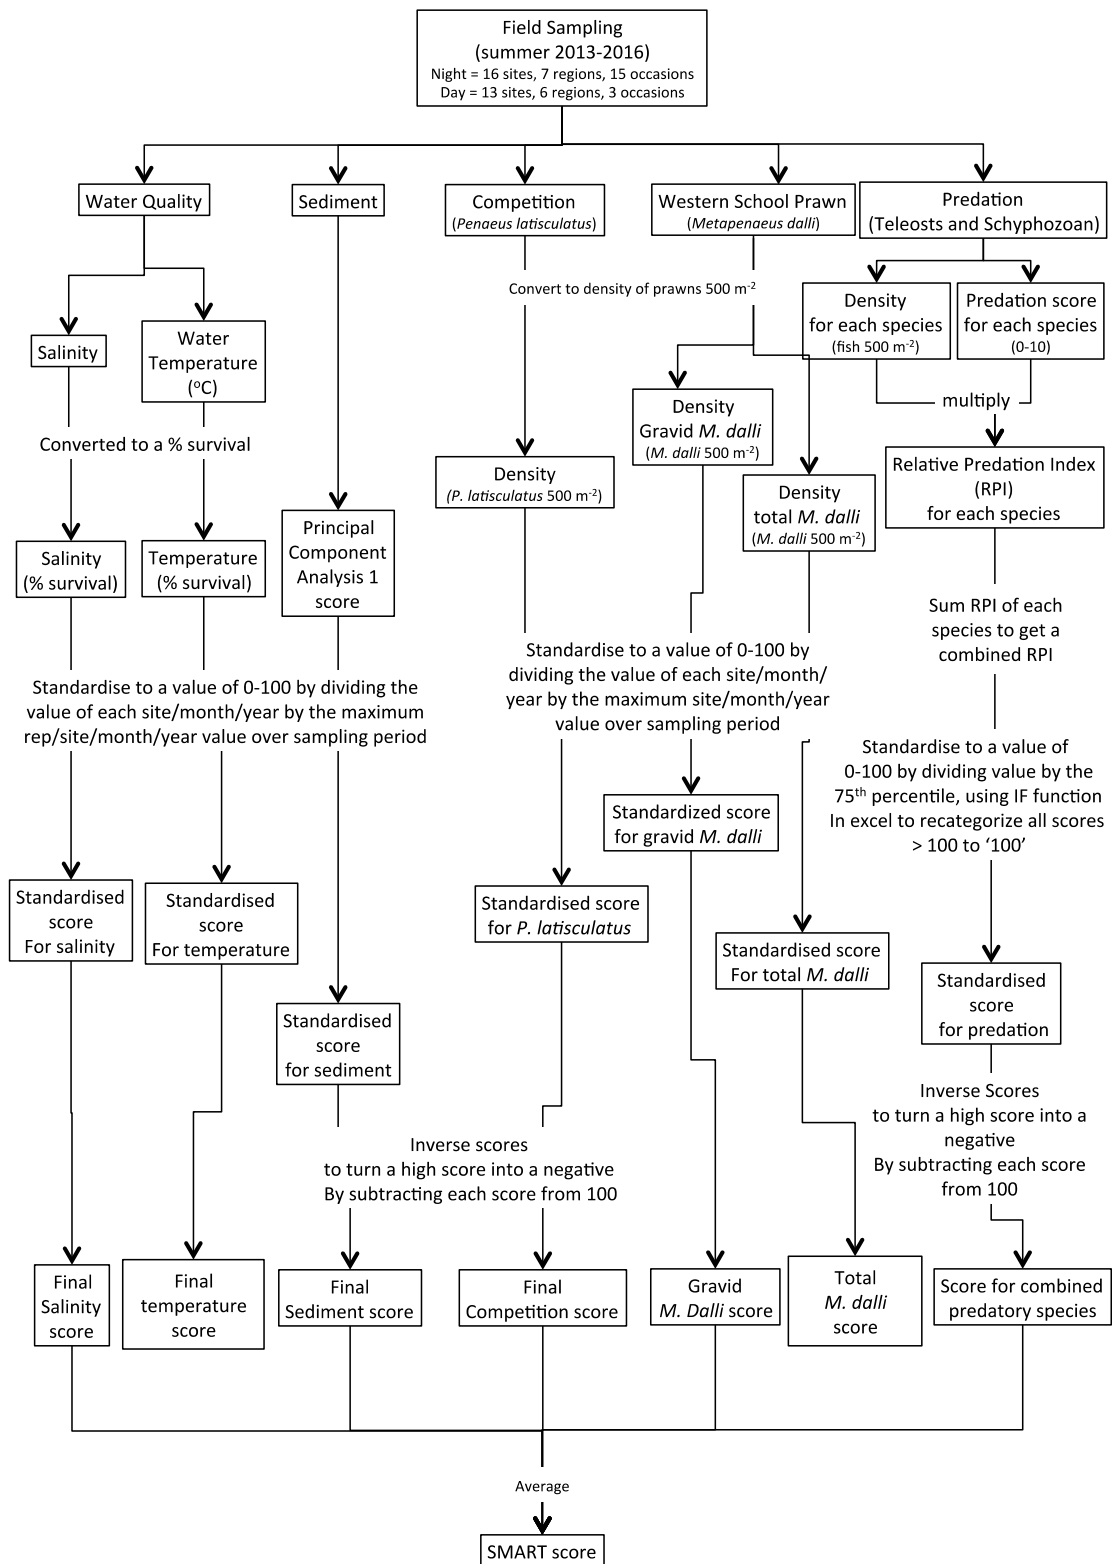 Field Sampling
(summer 2013-2016)
Night = 16 sites, 7 regions, 15 occasions
Day = 13 sites, 6 regions, 3 occasions
Water Quality
Sediment
Competition
(Penaeus latisculatus)
Western School Prawn
(Metapenaeus dalli)
Predation
(Teleosts and Schyphozoan)
Convert to density of prawns 500 m⁻²
Density
for each species
(fish 500 m⁻²)
Predation score
for each species
(0-10)
Salinity
Water
Temperature
(°C)
multiply
Density
Gravid M. dalli
(M. dalli 500 m⁻²)
Converted to a % survival
Density
(P. latisculatus 500 m⁻²)
Density
total M. dalli
(M. dalli 500 m⁻²)
Relative Predation Index
(RPI)
for each species
Principal
Component
Analysis 1
score
Salinity
(% survival)
Temperature
(% survival)
Sum RPI of each
species to get a
combined RPI
Standardise to a value of 0-100 by
dividing the value of each site/month/
year by the maximum site/month/year
value over sampling period
Standardise to a value of 0-100 by dividing the
value of each site/month/year by the maximum
rep/site/month/year value over sampling period
Standardise to a value of
0-100 by dividing value by the
75th percentile, using IF function
In excel to recategorize all scores
> 100 to ‘100’
Standardized score
for gravid M. dalli
Standardised
score
For salinity
Standardised
score
For temperature
Standardised score
for P. latisculatus
Standardised score
For total M. dalli
Standardised
score
for predation
Standardised
score
for sediment
Inverse Scores
to turn a high score into a
negative
By subtracting each score
from 100
Inverse scores
to turn a high score into a negative
By subtracting each score from 100
Final
Salinity
score
Final
temperature
score
Final
Sediment score
Final
Competition score
Gravid
M. Dalli score
Total
M. dalli
score
Score for combined
predatory species
Average
SMART score